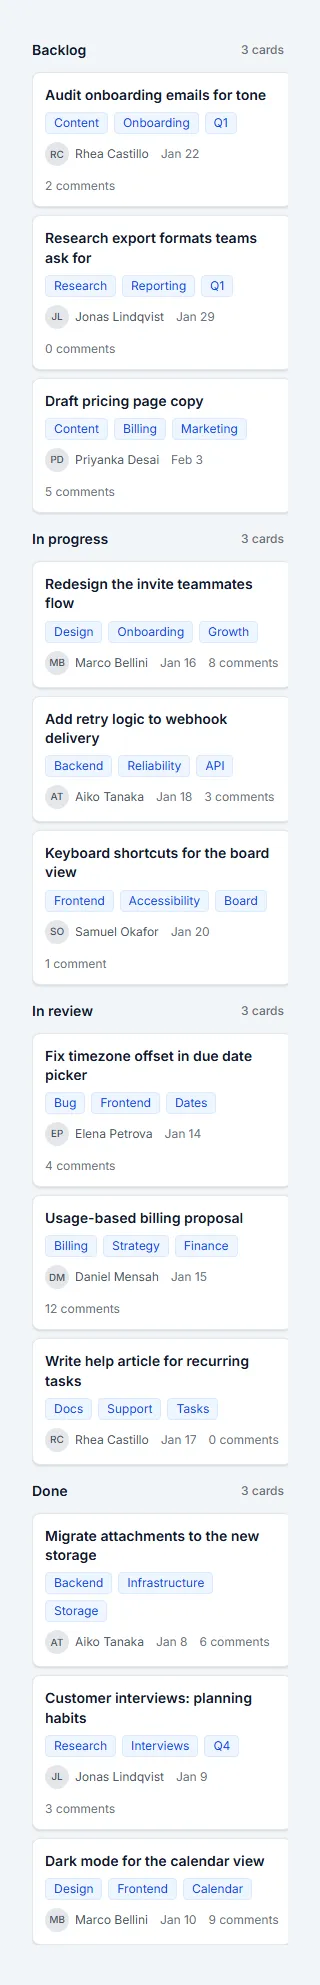 Backlog 3 cards
Audit onboarding emails for tone
Content Onboarding Q1
RC Rhea Castillo Jan 22
2 comments
Research export formats teams
ask for
Research Reporting Q1
JL Jonas Lindqvist Jan 29
0 comments
Draft pricing page copy
Content Billing Marketing
PD Priyanka Desai Feb 3
5 comments
In progress 3 cards
Redesign the invite teammates
flow
Design Onboarding Growth
MB Marco Bellini Jan 16 8 comments
Add retry logic to webhook
delivery
Backend Reliability API
AT Aiko Tanaka Jan 18 3 comments
Keyboard shortcuts for the board
view
Frontend Accessibility Board
SO Samuel Okafor Jan 20
1 comment
In review 3 cards
Fix timezone offset in due date
picker
Bug Frontend Dates
EP Elena Petrova Jan 14
4 comments
Usage-based billing proposal
Billing Strategy Finance
DM Daniel Mensah Jan 15
12 comments
Write help article for recurring
tasks
Docs Support Tasks
RC Rhea Castillo Jan 17 0 comments
Done 3 cards
Migrate attachments to the new
storage
Backend Infrastructure
Storage
AT Aiko Tanaka Jan 8 6 comments
Customer interviews: planning
habits
Research Interviews Q4
JL Jonas Lindqvist Jan 9
3 comments
Dark mode for the calendar view
Design Frontend Calendar
MB Marco Bellini Jan 10 9 comments